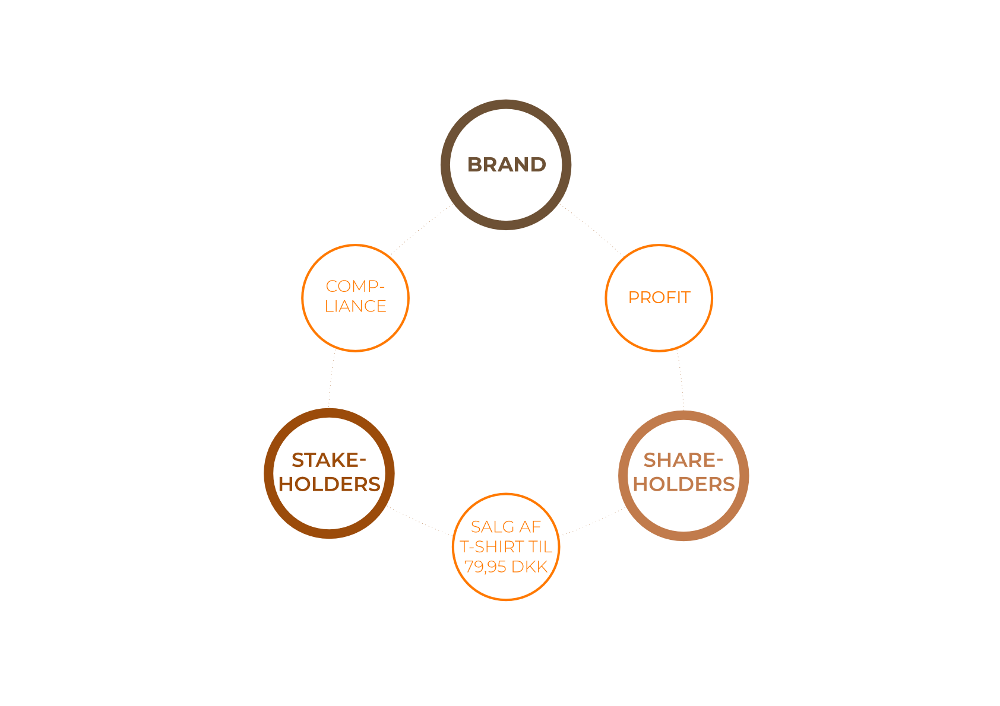 BRAND
COMP-
LIANCE
PROFIT
STAKE-
HOLDERS
SHARE-
HOLDERS
SALG AF
T-SHIRT TIL
79,95 DKK